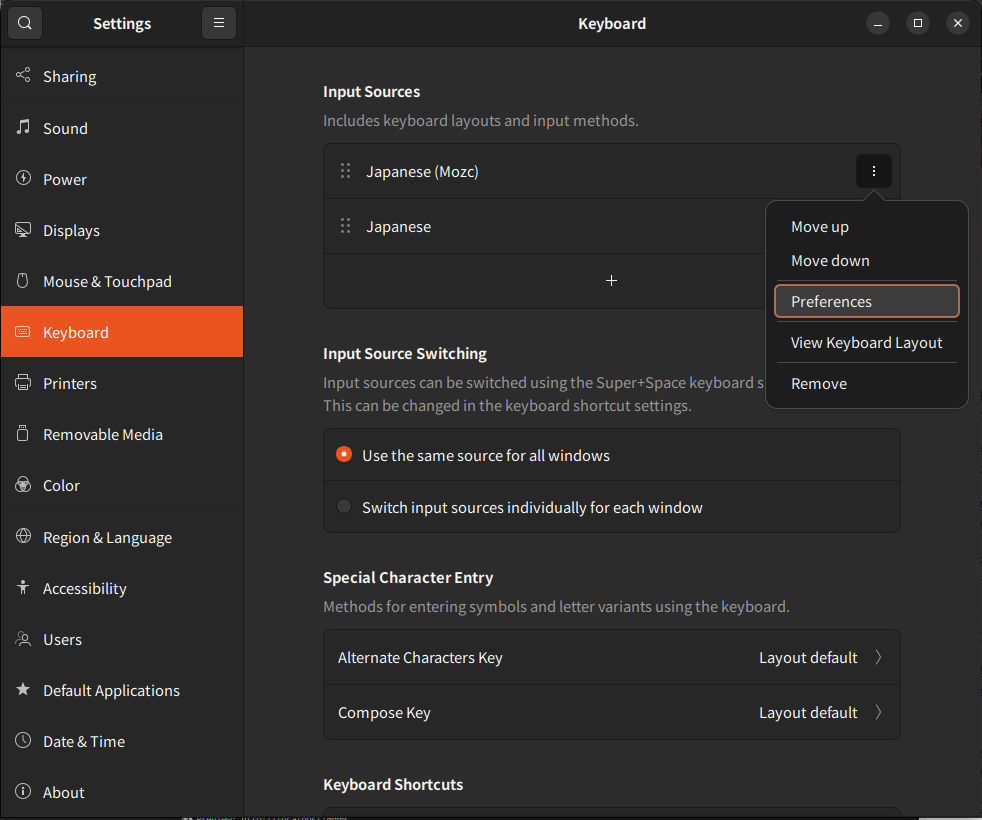 Settings
Keyboard
Sharing
Sound
Power
Displays
Mouse & Touchpad
Keyboard
Printers
Removable Media
Color
Region & Language
Accessibility
Users
Default Applications
Date & Time
About
Input Sources
Includes keyboard layouts and input methods.
Japanese (Mozc)
Japanese
Move up
Move down
Preferences
View Keyboard Layout
Remove
Input Source Switching
Input sources can be switched using the Super+Space keyboard s
This can be changed in the keyboard shortcut settings.
Use the same source for all windows
Switch input sources individually for each window
Special Character Entry
Methods for entering symbols and letter variants using the keyboard.
Alternate Characters Key
Layout default
Compose Key
Layout default
Keyboard Shortcuts